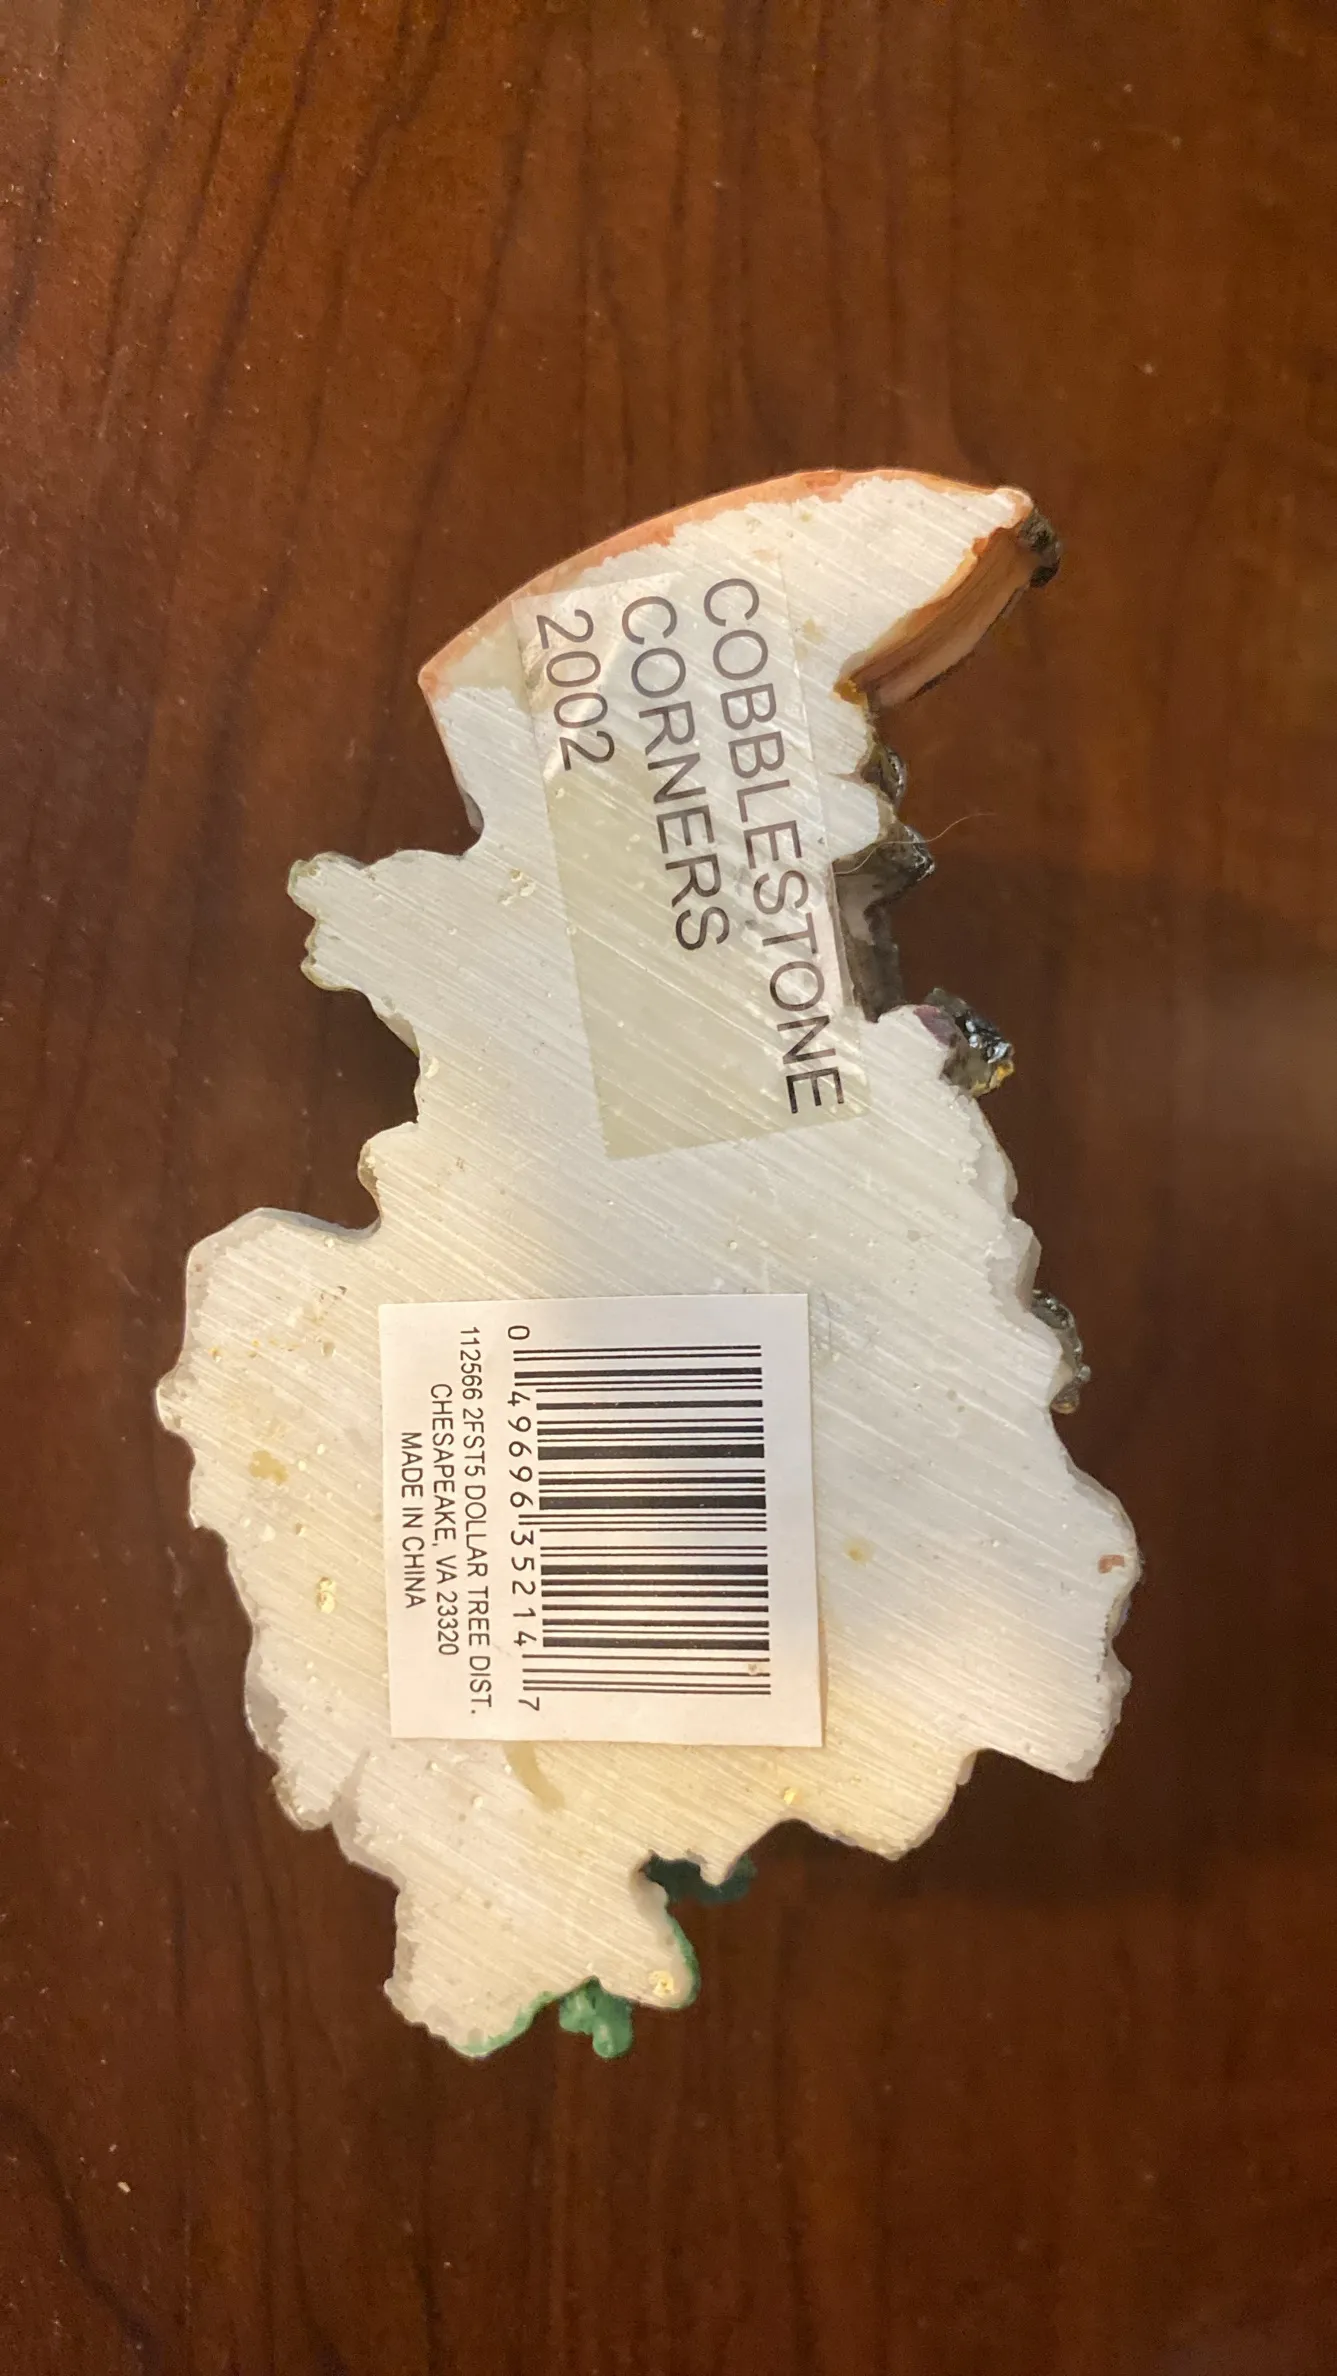 COBBLESTONE
CORNERS
2002
0 49696 35214 7
112566 2FST5 DOLLAR TREE DIST.
CHESAPEAKE, VA 23320
MADE IN CHINA